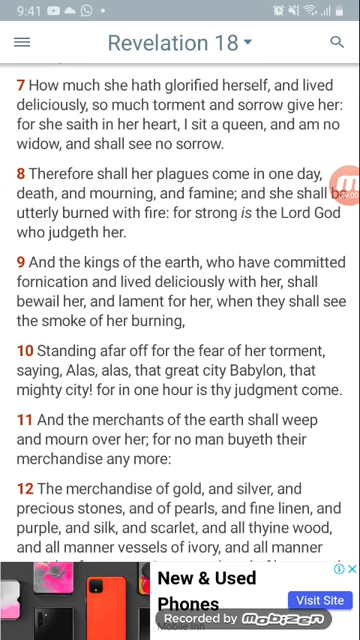 9:41
Revelation 18
7 How much she hath glorified herself, and lived
deliciously, so much torment and sorrow give her:
for she saith in her heart, I sit a queen, and am no
widow, and shall see no sorrow.
8 Therefore shall her plagues come in one day,
death, and mourning, and famine; and she shall be
utterly burned with fire: for strong is the Lord God
who judgeth her.
9 And the kings of the earth, who have committed
fornication and lived deliciously with her, shall
bewail her, and lament for her, when they shall see
the smoke of her burning,
10 Standing afar off for the fear of her torment,
saying, Alas, alas, that great city Babylon, that
mighty city! for in one hour is thy judgment come.
11 And the merchants of the earth shall weep
and mourn over her; for no man buyeth their
merchandise any more:
12 The merchandise of gold, and silver, and
precious stones, and of pearls, and fine linen, and
purple, and silk, and scarlet, and all thyine wood,
and all manner vessels of ivory, and all manner
New & Used
Phones
Visit Site
Recorded by mobizen
Mobile Inn